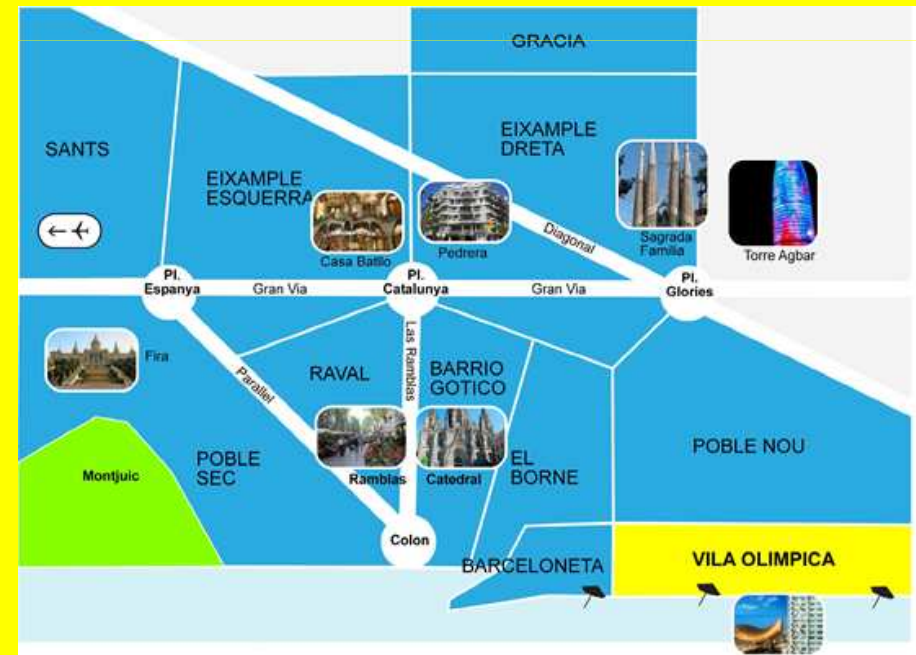 GRACIA
EIXAMPLE
DRETA
SANTS
EIXAMPLE
ESQUERRA
Casa Batllo
Pedrera
Diagonal
Sagrada
Familia
Torre Agbar
Pl.
Espanya
Gran Via
Pl.
Catalunya
Gran Via
Pl.
Glories
Fira
Parallel
RAVAL
Las Ramblas
BARRIO
GOTICO
POBLE NOU
Montjuic
POBLE
SEC
Ramblas
Catedral
EL
BORNE
Colon
BARCELONETA
VILA OLIMPICA